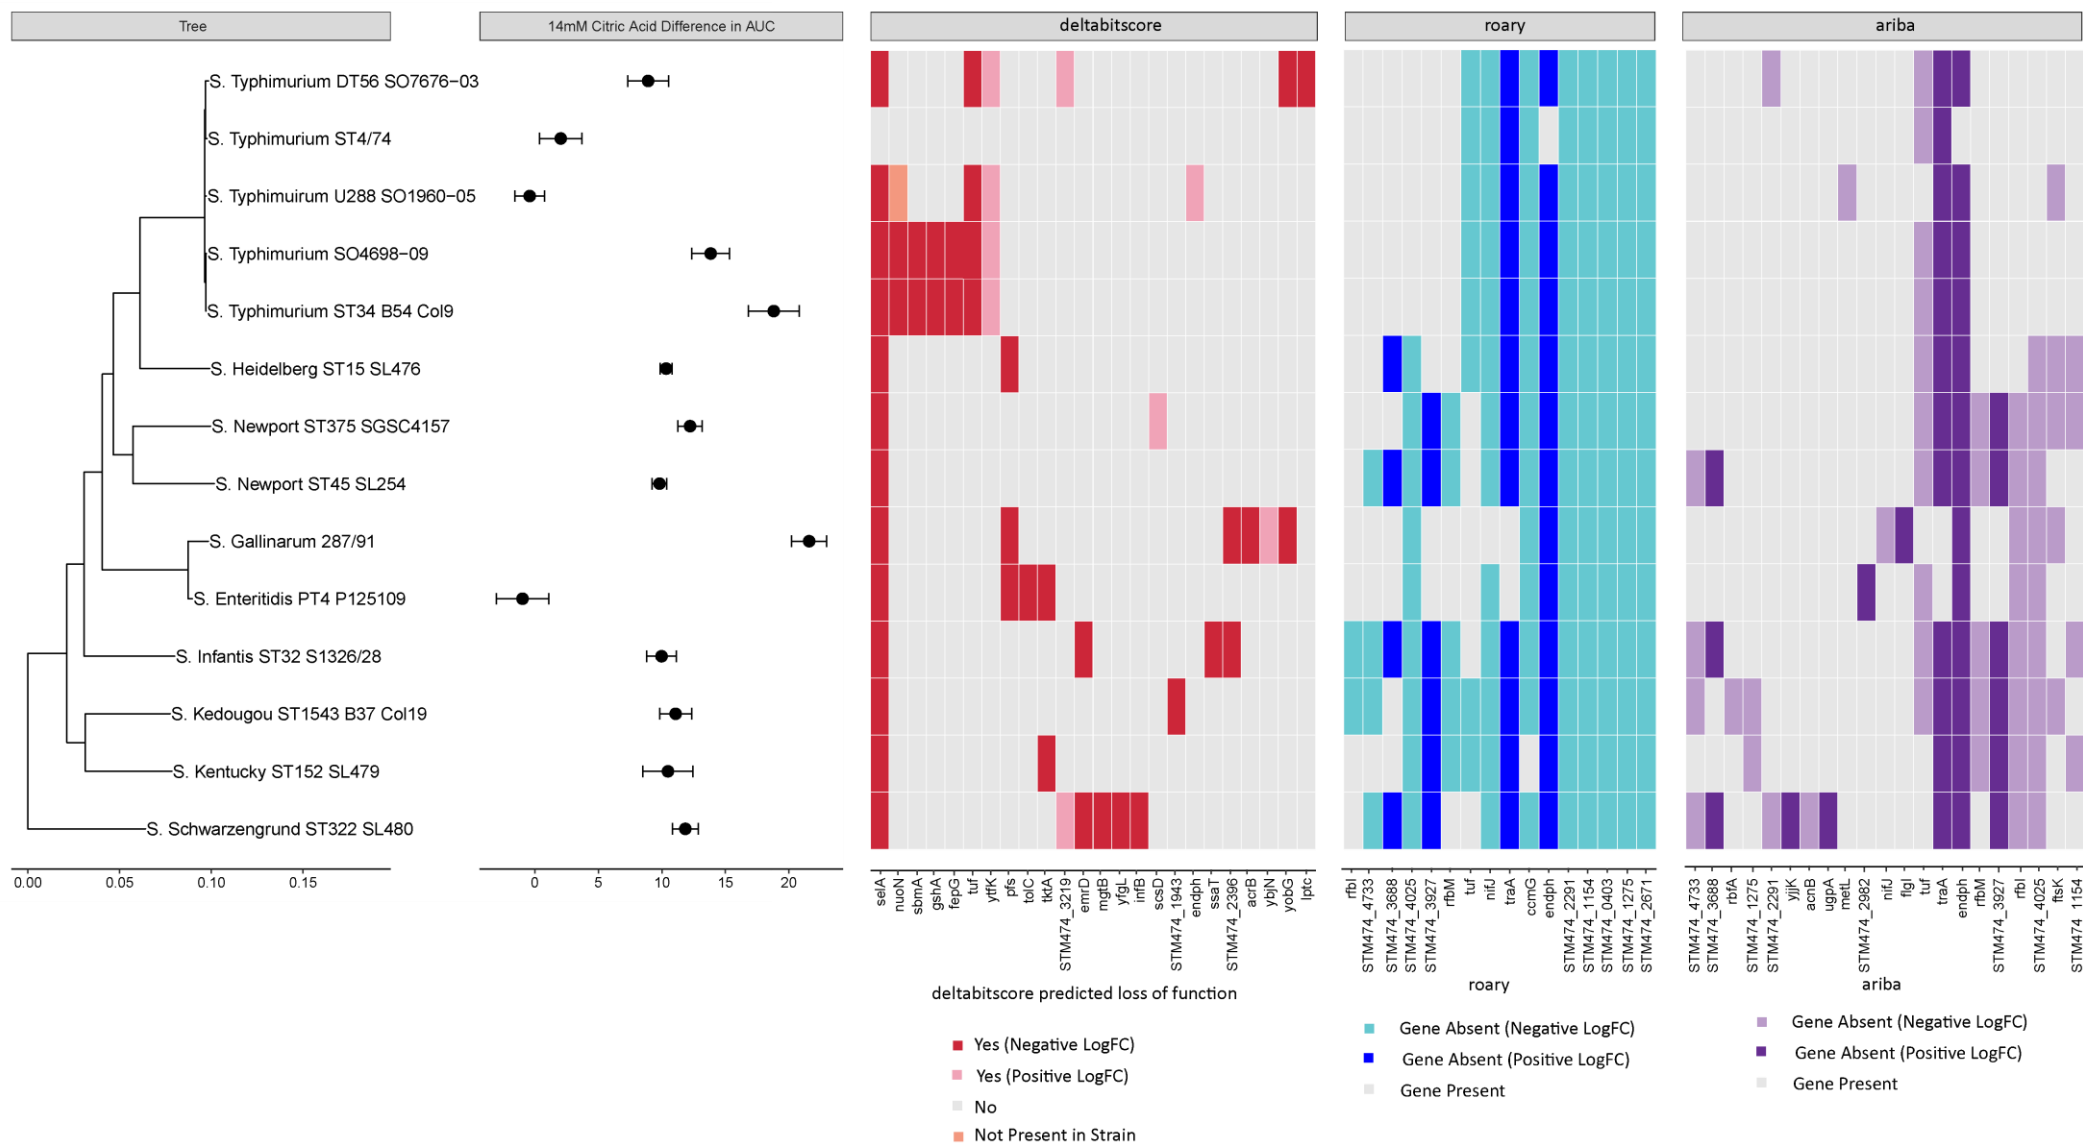 Tree
14mM Citric Acid Difference in AUC
deltabitscore
roary
ariba
S. Typhimurium DT56 SO7676−03
S. Typhimurium ST4/74
S. Typhimuirum U288 SO1960−05
S. Typhimurium SO4698−09
S. Typhimurium ST34 B54 Col9
S. Heidelberg ST15 SL476
S. Newport ST375 SGSC4157
S. Newport ST45 SL254
S. Gallinarum 287/91
S. Enteritidis PT4 P125109
S. Infantis ST32 S1326/28
S. Kedougou ST1543 B37 Col19
S. Kentucky ST152 SL479
S. Schwarzengrund ST322 SL480
0.00 0.05 0.10 0.15
0 5 10 15 20
selA
nuoN
sbmA
gshA
fepG
tuf
yftK
pfs
tolC
tktA
STM474_3219
emrD
mgtB
yfgL
infB
scsD
STM474_1943
endph
ssaT
STM474_2396
acrB
ybjN
yobG
lptc
rfbI
STM474_4733
STM474_3688
STM474_4025
STM474_3927
rfbM
tuf
nifJ
traA
ccmG
endph
STM474_2291
STM474_1154
STM474_0403
STM474_1275
STM474_2671
STM474_4733
STM474_3688
rbfA
STM474_1275
STM474_2291
yjjK
acnB
ugpA
metL
STM474_2982
nifJ
flgI
tuf
traA
endph
rfbM
STM474_3927
rfbI
STM474_4025
ftsK
STM474_1154
deltabitscore predicted loss of function
Yes (Negative LogFC)
Yes (Positive LogFC)
No
Not Present in Strain
roary
Gene Absent (Negative LogFC)
Gene Absent (Positive LogFC)
Gene Present
ariba
Gene Absent (Negative LogFC)
Gene Absent (Positive LogFC)
Gene Present